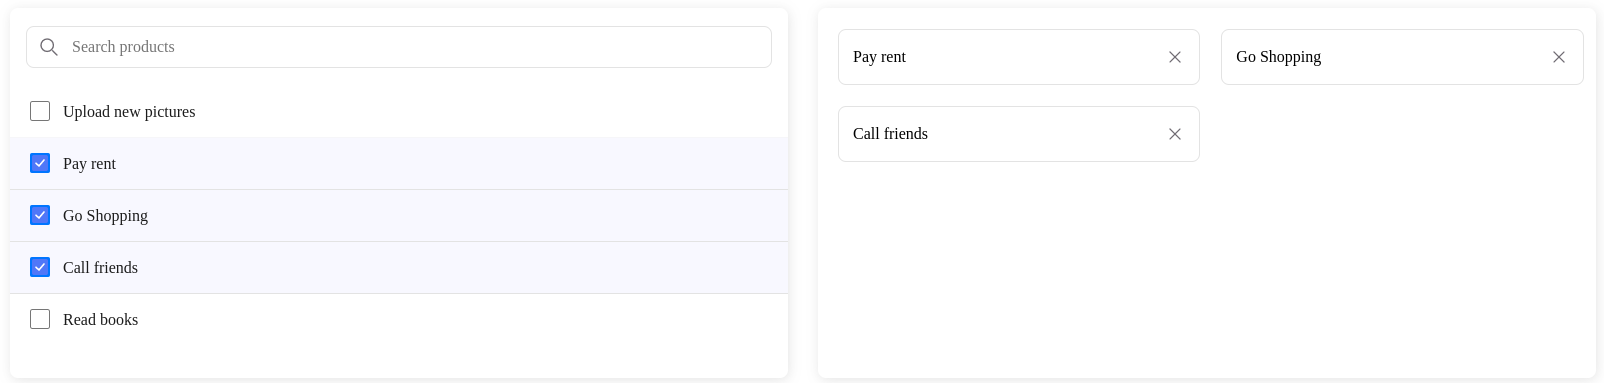 Search products
Upload new pictures
Pay rent
Go Shopping
Call friends
Read books
Pay rent
Go Shopping
Call friends